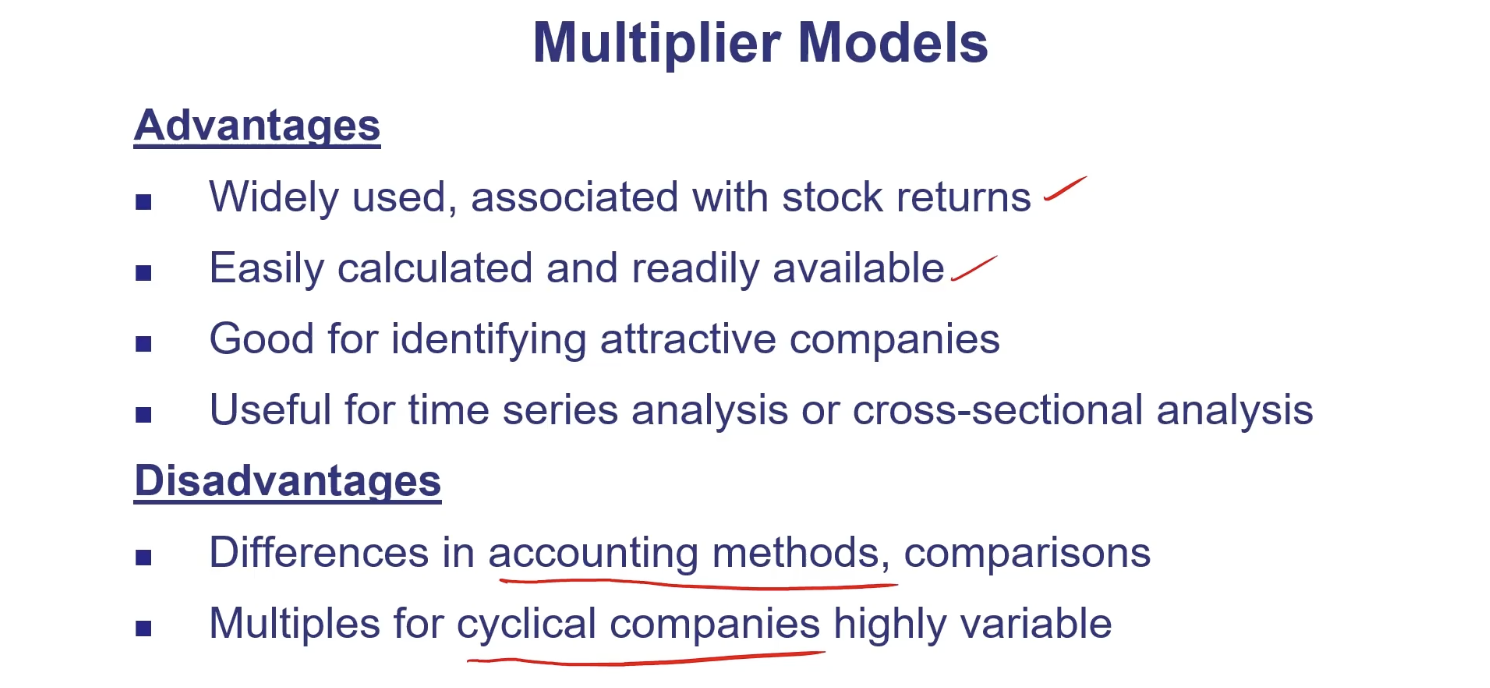 Multiplier Models
Advantages
▪ Widely used, associated with stock returns
▪ Easily calculated and readily available
▪ Good for identifying attractive companies
▪ Useful for time series analysis or cross-sectional analysis
Disadvantages
▪ Differences in accounting methods, comparisons
▪ Multiples for cyclical companies highly variable